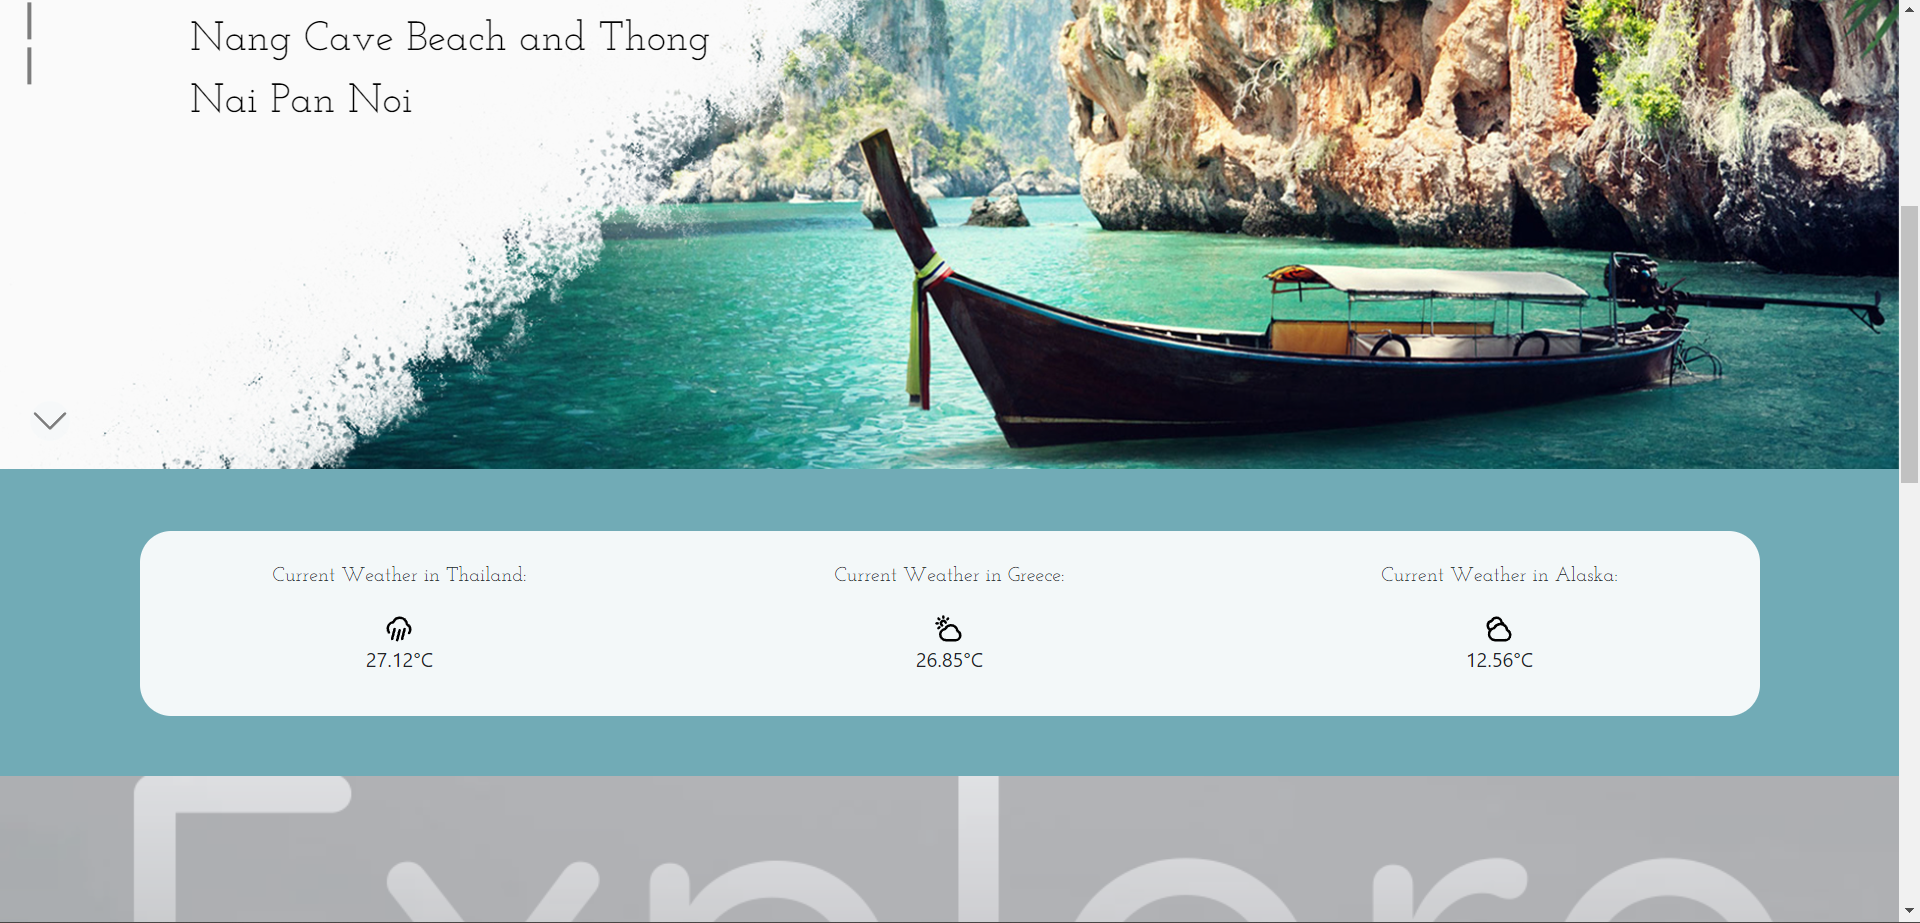 Nang Cave Beach and Thong
Nai Pan Noi
Current Weather in Thailand:
27.12°C
Current Weather in Greece:
26.85°C
Current Weather in Alaska:
12.56°C
Explore